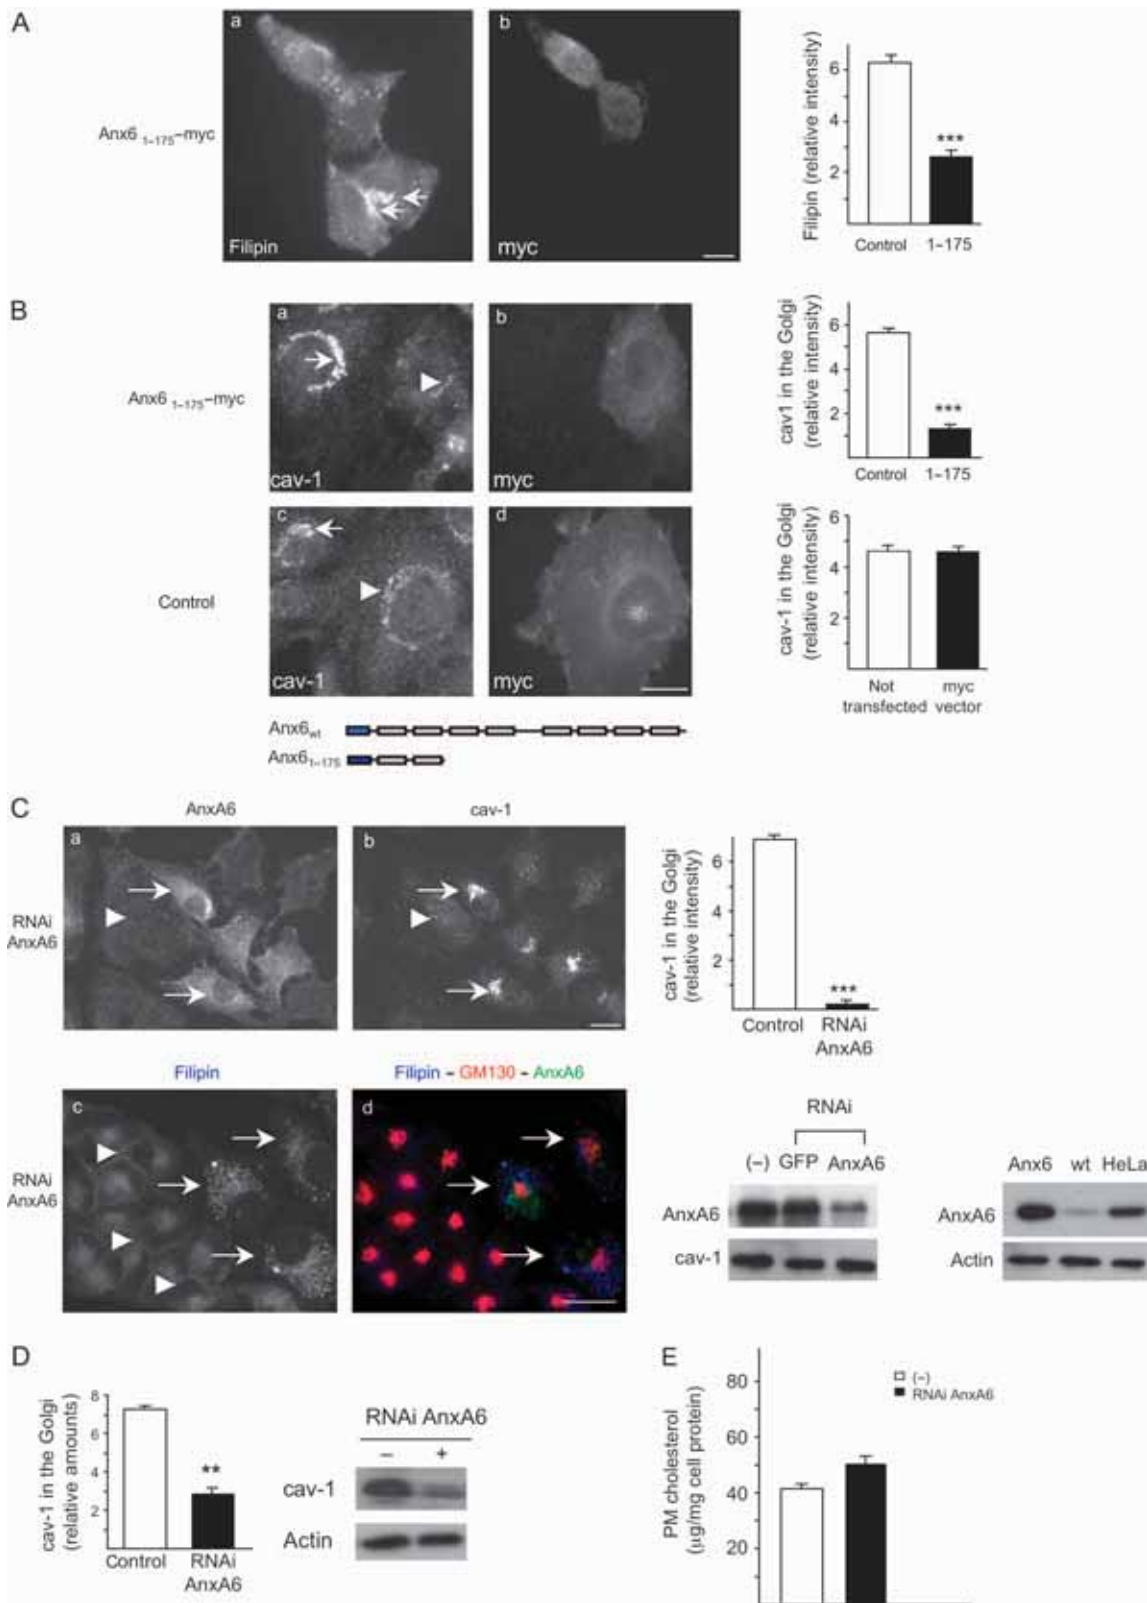 A
a
b
Anx6 1–175–myc
Filipin
myc
Filipin (relative intensity)
6
4
2
***
Control
1–175
B
a
b
Anx6 1–175–myc
cav-1
myc
cav1 in the Golgi
(relative intensity)
6
4
2
***
Control
1–175
c
d
Control
cav-1
myc
cav-1 in the Golgi
(relative intensity)
6
4
2
Not
transfected
myc
vector
Anx6wt
Anx61–175
C
AnxA6
cav-1
a
b
RNAi
AnxA6
cav-1 in the Golgi
(relative intensity)
6
4
2
***
Control
RNAi
AnxA6
Filipin
Filipin - GM130 - AnxA6
c
d
RNAi
AnxA6
RNAi
(–)
GFP
AnxA6
AnxA6
cav-1
Anx6
wt
HeLa
AnxA6
Actin
D
cav-1 in the Golgi
(relative amounts)
8
6
4
2
**
Control
RNAi
AnxA6
RNAi AnxA6
–
+
cav-1
Actin
E
PM cholesterol
(µg/mg cell protein)
80
50
40
20
(–)
RNAi AnxA6